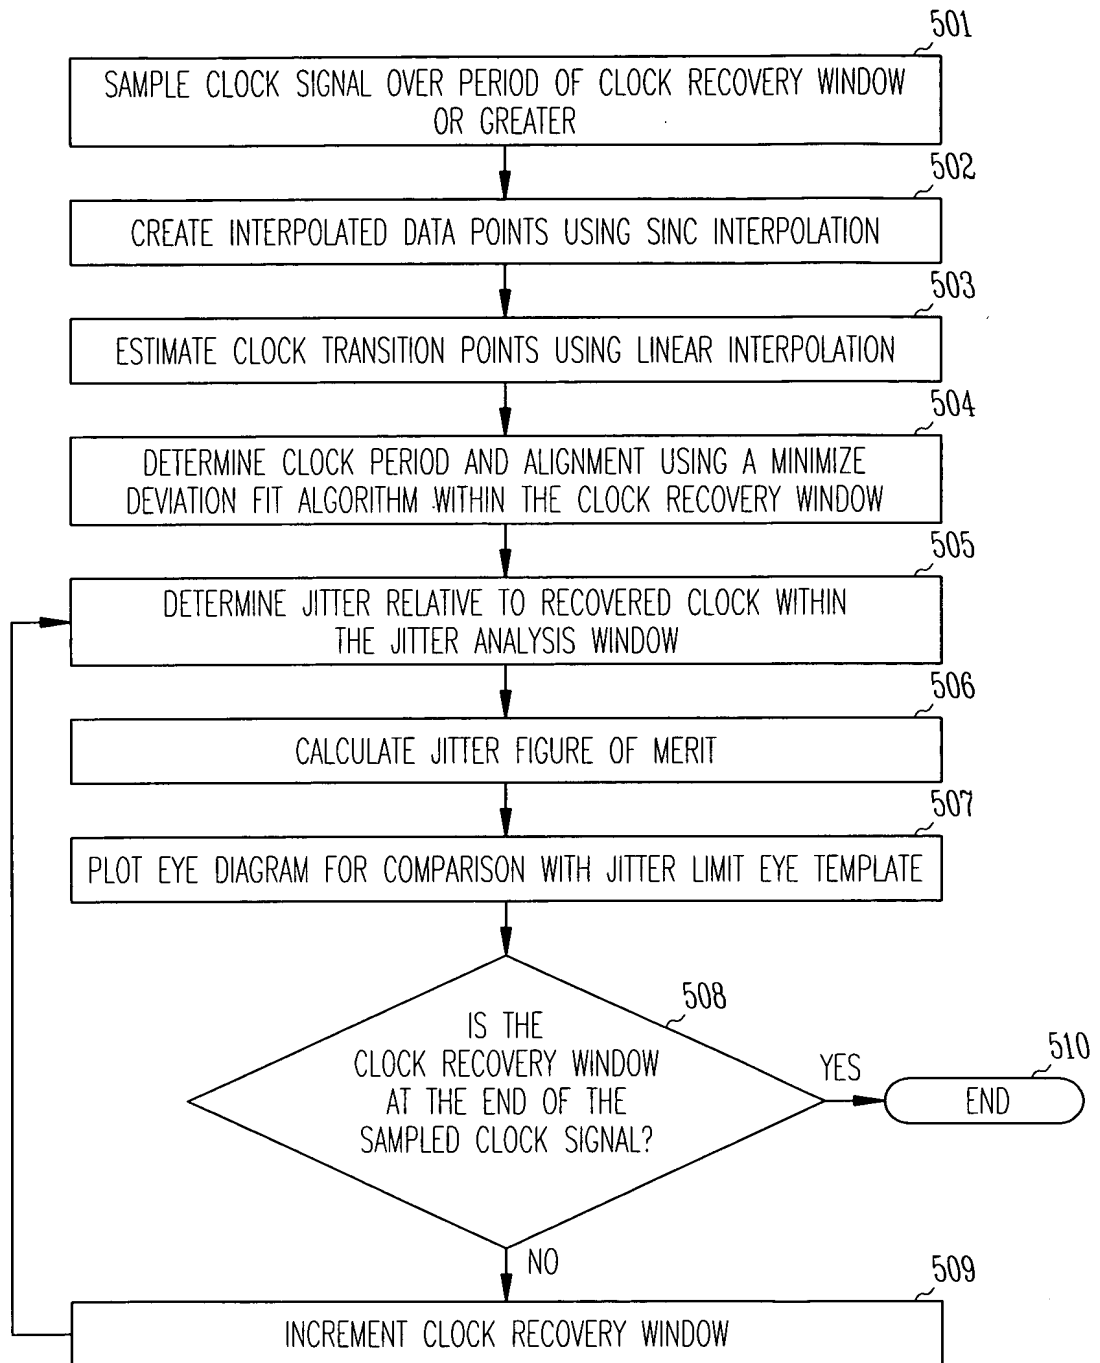 501
SAMPLE CLOCK SIGNAL OVER PERIOD OF CLOCK RECOVERY WINDOW
OR GREATER
502
CREATE INTERPOLATED DATA POINTS USING SINC INTERPOLATION
503
ESTIMATE CLOCK TRANSITION POINTS USING LINEAR INTERPOLATION
504
DETERMINE CLOCK PERIOD AND ALIGNMENT USING A MINIMIZE
DEVIATION FIT ALGORITHM WITHIN THE CLOCK RECOVERY WINDOW
505
DETERMINE JITTER RELATIVE TO RECOVERED CLOCK WITHIN
THE JITTER ANALYSIS WINDOW
506
CALCULATE JITTER FIGURE OF MERIT
507
PLOT EYE DIAGRAM FOR COMPARISON WITH JITTER LIMIT EYE TEMPLATE
508
IS THE
CLOCK RECOVERY WINDOW
AT THE END OF THE
SAMPLED CLOCK SIGNAL?
YES
510
END
NO
509
INCREMENT CLOCK RECOVERY WINDOW